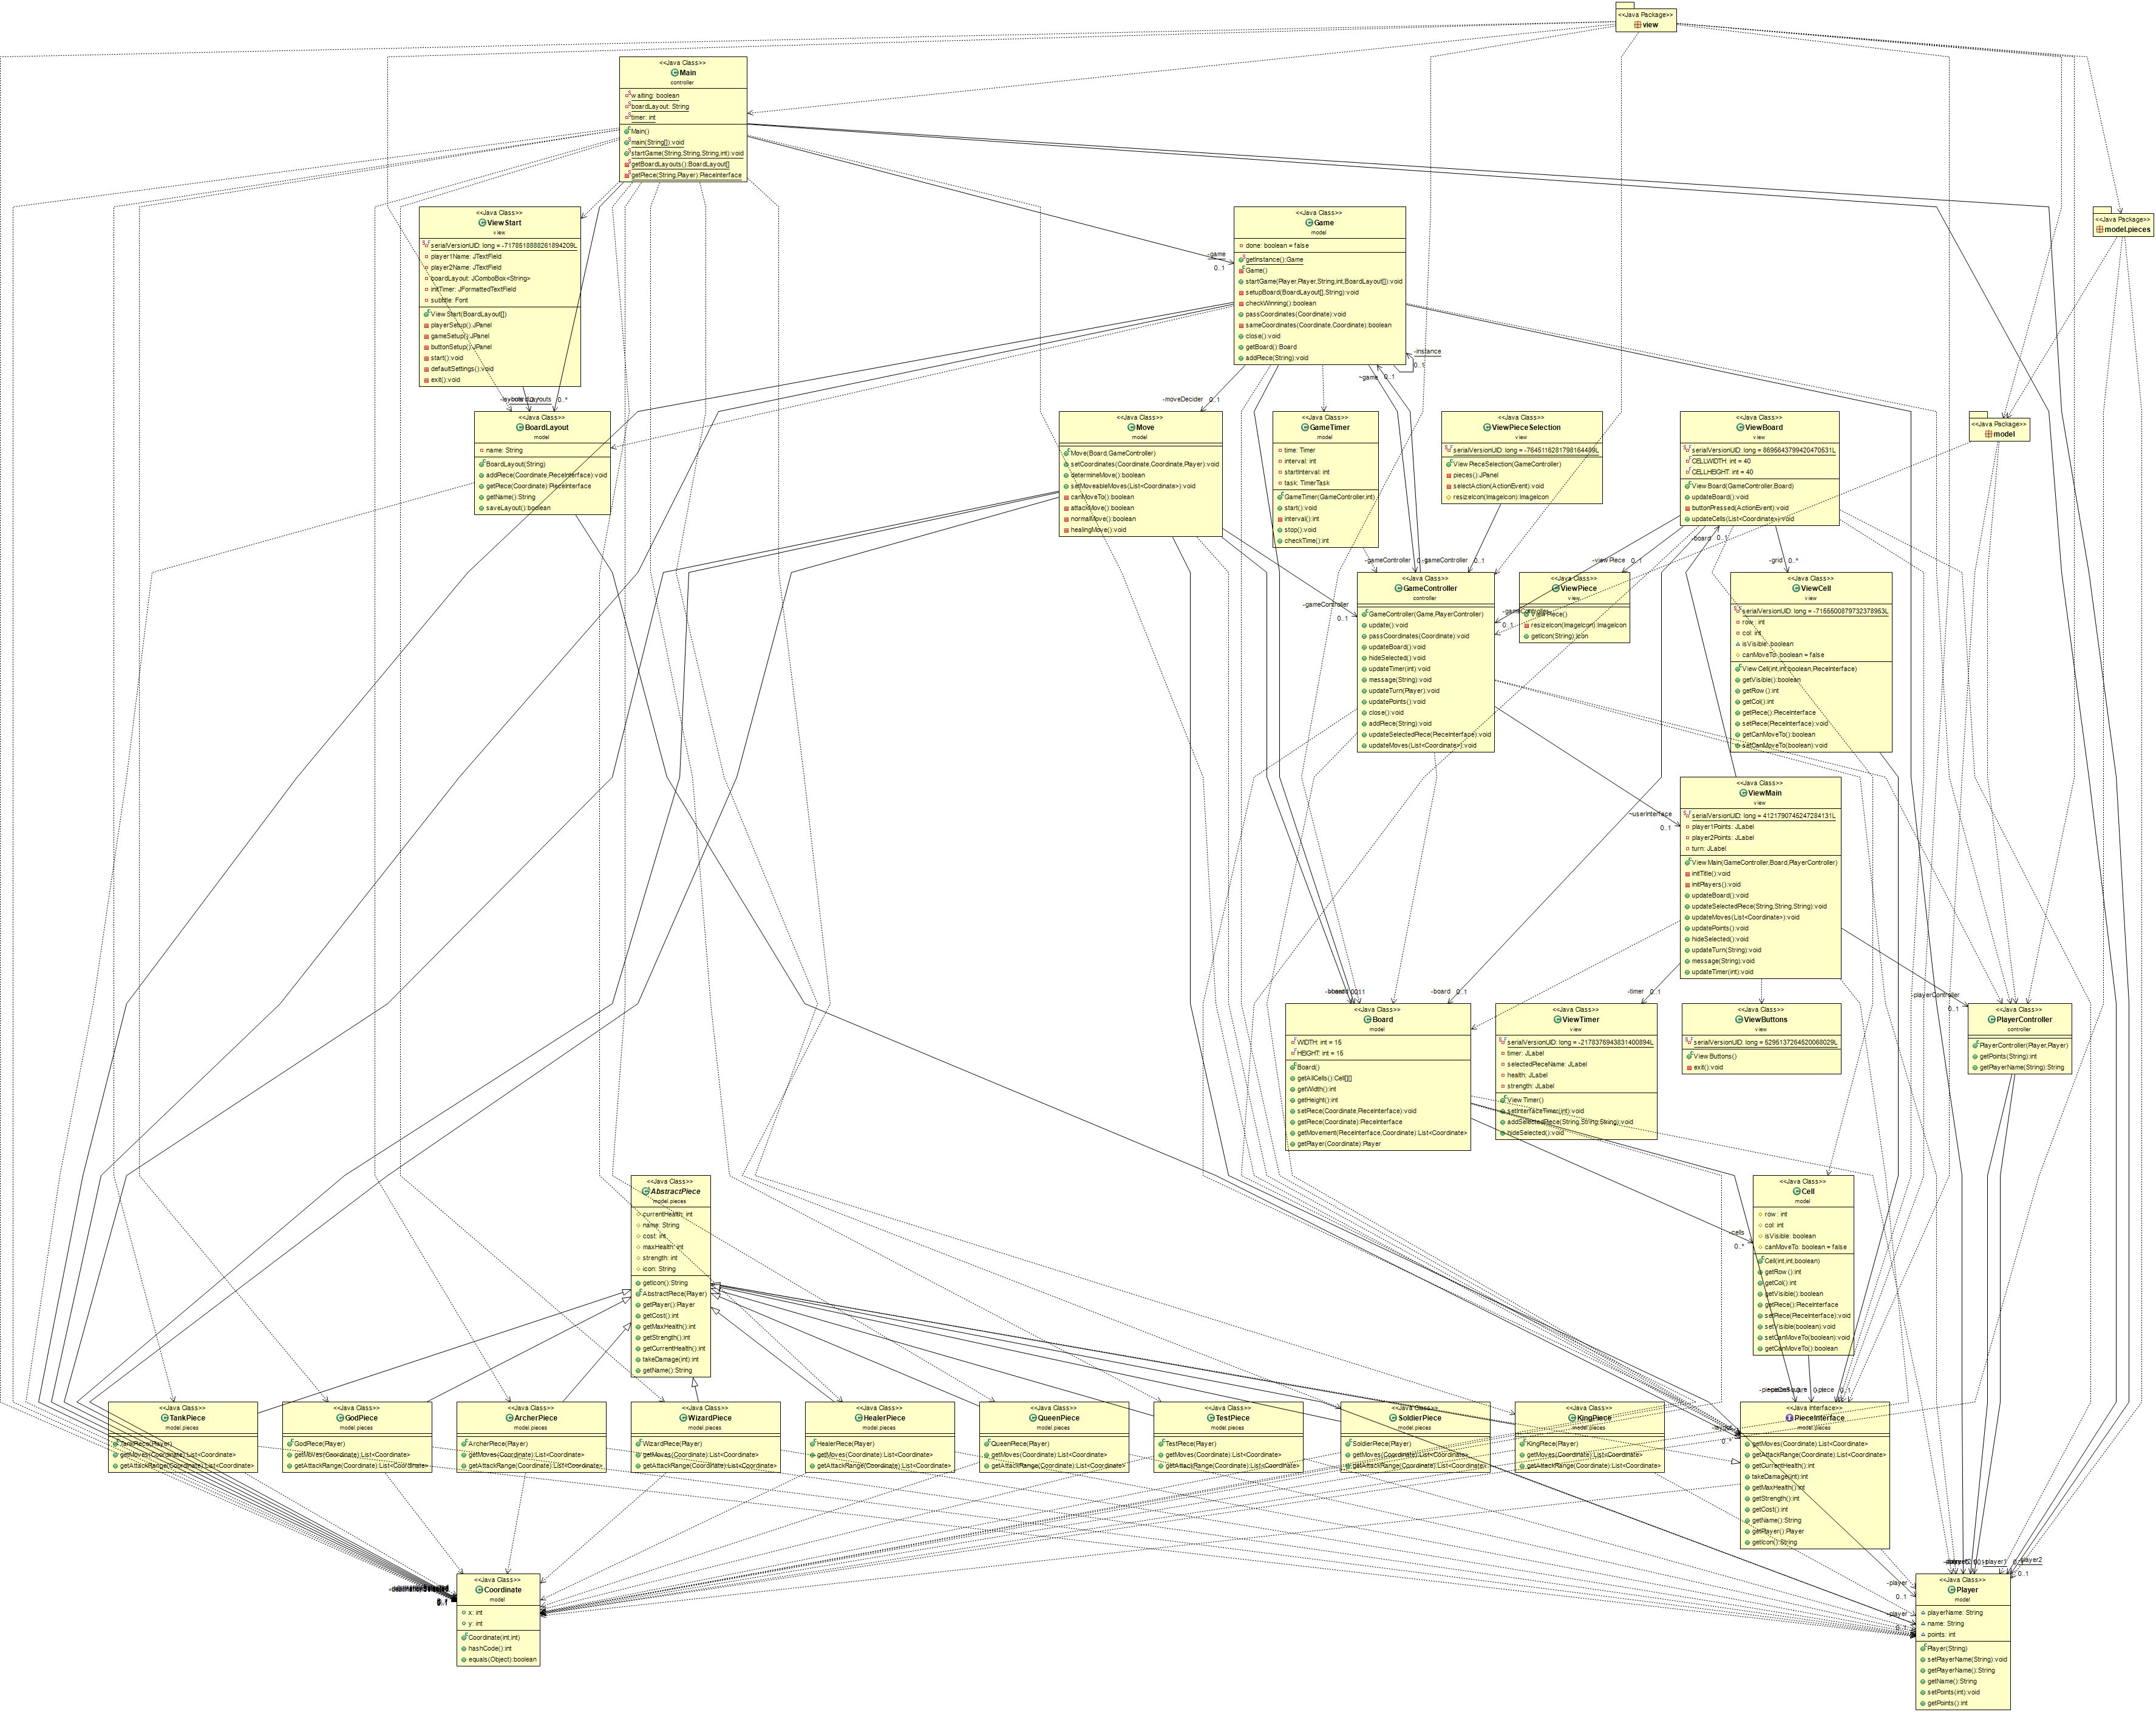 <<Java Package>>
view
<<Java Class>>
Main
controller
waiting: boolean
boardLayout: String
timer: int
Main()
main(String[]):void
startGame(String,String,String,int):void
getBoardLayouts():BoardLayout[]
getPiece(String,Player):PieceInterface
<<Java Class>>
ViewStart
view
serialVersionUID: long = -7178518888261894209L
player1Name: JTextField
player2Name: JTextField
boardLayout: JComboBox<String>
initTimer: JFormattedTextField
subtitle: Font
ViewStart(BoardLayout[])
playerSetup():JPanel
gameSetup():JPanel
buttonSetup():JPanel
start():void
defaultSettings():void
exit():void
<<Java Class>>
Game
model
done: boolean = false
getInstance():Game
Game()
startGame(Player,Player,String,int,BoardLayout[]):void
setupBoard(BoardLayout[],String):void
checkWinning():boolean
passCoordinates(Coordinate):void
sameCoordinates(Coordinate,Coordinate):boolean
close():void
getBoard():Board
addPiece(String):void
-game
0..1
-instance
0..1
<<Java Package>>
model.pieces
<<Java Class>>
BoardLayout
model
name: String
BoardLayout(String)
addPiece(Coordinate,PieceInterface):void
getPiece(Coordinate):PieceInterface
getName():String
saveLayout():boolean
0..*
-moveDecider
0..1
~game
0..1
<<Java Class>>
Move
model
Move(Board,GameController)
setCoordinates(Coordinate,Coordinate,Player):void
determineMove():boolean
setMoveableMoves(List<Coordinate>):void
canMoveTo():boolean
attackMove():boolean
normalMove():boolean
healingMove():void
<<Java Class>>
GameTimer
model
time: Timer
interval: int
startInterval: int
task: TimerTask
GameTimer(GameController,int)
start():void
interval():int
stop():void
checkTime():int
<<Java Class>>
ViewPieceSelection
view
serialVersionUID: long = -7645116281798164489L
ViewPieceSelection(GameController)
pieces():JPanel
selectAction(ActionEvent):void
resizeIcon(ImageIcon):ImageIcon
<<Java Class>>
ViewBoard
view
serialVersionUID: long = 8695643799420470531L
CELLWIDTH: int = 40
CELLHEIGHT: int = 40
ViewBoard(GameController,Board)
updateBoard():void
buttonPressed(ActionEvent):void
updateCells(List<Coordinate>):void
<<Java Package>>
model
-gameController
-gameController
0..1
-viewPiece
0..1
-board
0..1
-grid
0..*
-gameController
0..1
0..1
<<Java Class>>
GameController
controller
GameController(Game,PlayerController)
update():void
passCoordinates(Coordinate):void
updateBoard():void
hideSelected():void
updateTimer(int):void
message(String):void
updateTurn(Player):void
updatePoints():void
close():void
addPiece(String):void
updateSelectedPiece(PieceInterface):void
updateMoves(List<Coordinate>):void
<<Java Class>>
ViewPiece
view
ViewPiece()
resizeIcon(ImageIcon):ImageIcon
getIcon(String):Icon
<<Java Class>>
ViewCell
view
serialVersionUID: long = -7155500879732378953L
row: int
col: int
isVisible: boolean
canMoveTo: boolean = false
ViewCell(int,int,boolean,PieceInterface)
getVisible():boolean
getRow():int
getCol():int
getPiece():PieceInterface
setPiece(PieceInterface):void
getCanMoveTo():boolean
setCanMoveTo(boolean):void
~userInterface
0..1
<<Java Class>>
ViewMain
view
serialVersionUID: long = 4121790745247284131L
player1Points: JLabel
player2Points: JLabel
turn: JLabel
ViewMain(GameController,Board,PlayerController)
initTitle():void
initPlayers():void
updateBoard():void
updateSelectedPiece(String,String,String):void
updateMoves(List<Coordinate>):void
updatePoints():void
hideSelected():void
updateTurn(String):void
message(String):void
updateTimer(int):void
-board
0..1
-timer
0..1
-playerController
0..1
<<Java Class>>
Board
model
WIDTH: int = 15
HEIGHT: int = 15
Board()
getAllCells():Cell[][]
getWidth():int
getHeight():int
setPiece(Coordinate,PieceInterface):void
getPiece(Coordinate):PieceInterface
getMovement(PieceInterface,Coordinate):List<Coordinate>
getPlayer(Coordinate):Player
<<Java Class>>
ViewTimer
view
serialVersionUID: long = -2178376943831400894L
timer: JLabel
selectedPieceName: JLabel
health: JLabel
strength: JLabel
ViewTimer()
setInterfaceTimer(int):void
addSelectedPiece(String,String,String):void
hideSelected():void
<<Java Class>>
ViewButtons
view
serialVersionUID: long = 5295137264520068029L
ViewButtons()
exit():void
<<Java Class>>
PlayerController
controller
PlayerController(Player,Player)
getPoints(String):int
getPlayerName(String):String
<<Java Class>>
AbstractPiece
model.pieces
currentHealth: int
name: String
cost: int
maxHealth: int
strength: int
icon: String
getIcon():String
AbstractPiece(Player)
getPlayer():Player
getCost():int
getMaxHealth():int
getStrength():int
getCurrentHealth():int
takeDamage(int):int
getName():String
-cells
0..*
<<Java Class>>
Cell
model
row: int
col: int
isVisible: boolean
canMoveTo: boolean = false
Cell(int,int,boolean)
getRow():int
getCol():int
getVisible():boolean
getPiece():PieceInterface
setPiece(PieceInterface):void
setVisible(boolean):void
setCanMoveTo(boolean):void
getCanMoveTo():boolean
-piece
0..1
<<Java Class>>
TankPiece
model.pieces
TankPiece(Player)
getMoves(Coordinate):List<Coordinate>
getAttackRange(Coordinate):List<Coordinate>
<<Java Class>>
GodPiece
model.pieces
GodPiece(Player)
getMoves(Coordinate):List<Coordinate>
getAttackRange(Coordinate):List<Coordinate>
<<Java Class>>
ArcherPiece
model.pieces
ArcherPiece(Player)
getMoves(Coordinate):List<Coordinate>
getAttackRange(Coordinate):List<Coordinate>
<<Java Class>>
WizardPiece
model.pieces
WizardPiece(Player)
getMoves(Coordinate):List<Coordinate>
getAttackRange(Coordinate):List<Coordinate>
<<Java Class>>
HealerPiece
model.pieces
HealerPiece(Player)
getMoves(Coordinate):List<Coordinate>
getAttackRange(Coordinate):List<Coordinate>
<<Java Class>>
QueenPiece
model.pieces
QueenPiece(Player)
getMoves(Coordinate):List<Coordinate>
getAttackRange(Coordinate):List<Coordinate>
<<Java Class>>
TestPiece
model.pieces
TestPiece(Player)
getMoves(Coordinate):List<Coordinate>
getAttackRange(Coordinate):List<Coordinate>
<<Java Class>>
SoldierPiece
model.pieces
SoldierPiece(Player)
getMoves(Coordinate):List<Coordinate>
getAttackRange(Coordinate):List<Coordinate>
<<Java Class>>
KingPiece
model.pieces
KingPiece(Player)
getMoves(Coordinate):List<Coordinate>
getAttackRange(Coordinate):List<Coordinate>
0..*
<<Java Interface>>
PieceInterface
model.pieces
getMoves(Coordinate):List<Coordinate>
getAttackRange(Coordinate):List<Coordinate>
getCurrentHealth():int
takeDamage(int):int
getMaxHealth():int
getStrength():int
getCost():int
getName():String
getPlayer():Player
getIcon():String
<<Java Class>>
Coordinate
model
x: int
y: int
Coordinate(int,int)
hashCode():int
equals(Object):boolean
-player1
-player2
0..1
-player
0..1
-player
0..1
<<Java Class>>
Player
model
playerName: String
name: String
points: int
Player(String)
setPlayerName(String):void
getPlayerName():String
getName():String
setPoints(int):void
getPoints():int